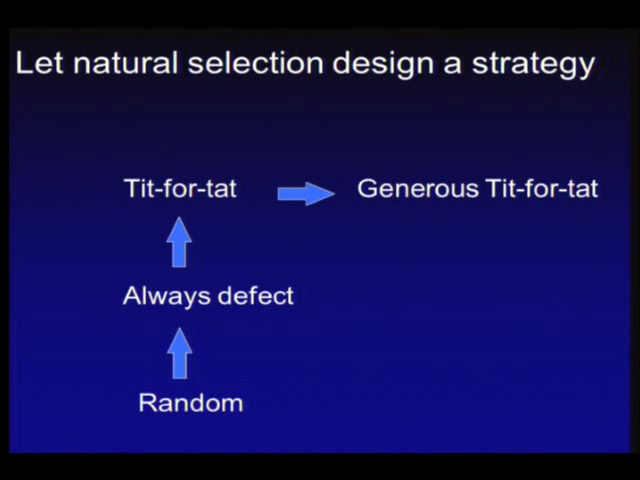 Let natural selection design a strategy
Tit-for-tat
Generous Tit-for-tat
Always defect
Random